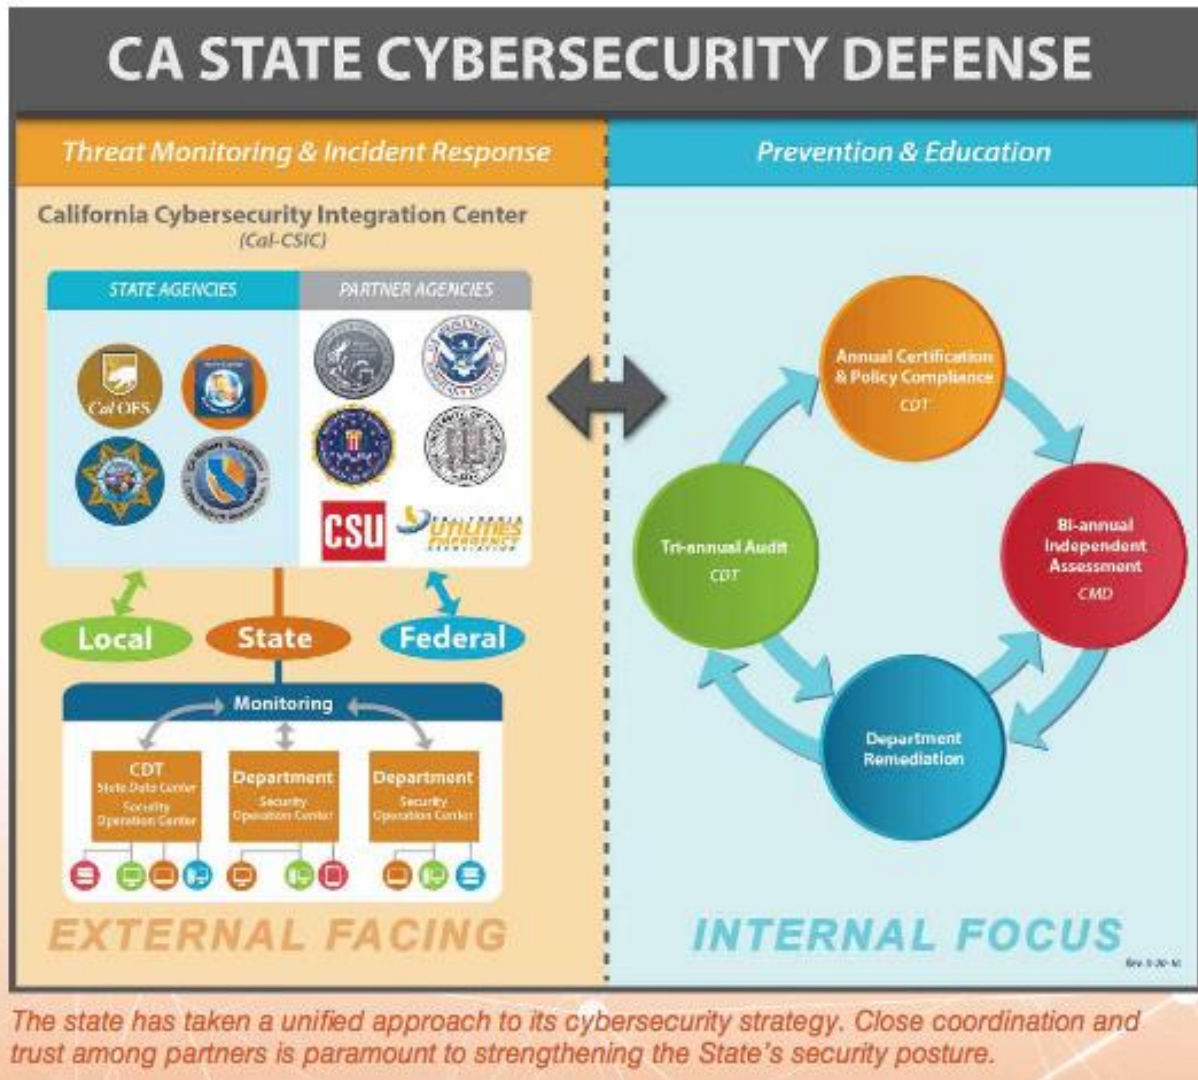 CA STATE CYBERSECURITY DEFENSE
Threat Monitoring & Incident Response
California Cybersecurity Integration Center
(Cal-CSIC)
STATE AGENCIES
PARTNER AGENCIES
Cal OES
CSU
CALIFORNIA
UTILITIES
EMERGENCY
ASSOCIATION
Local
State
Federal
Monitoring
CDT
State Data Center
Security
Operation Center
Department
Security
Operation Center
Department
Security
Operation Center
EXTERNAL FACING
Prevention & Education
Annual Certification
& Policy Compliance
CDT
Bi-annual
Independent
Assessment
CMD
Tri-annual Audit
CDT
Department
Remediation
INTERNAL FOCUS
The state has taken a unified approach to its cybersecurity strategy. Close coordination and
trust among partners is paramount to strengthening the State's security posture.